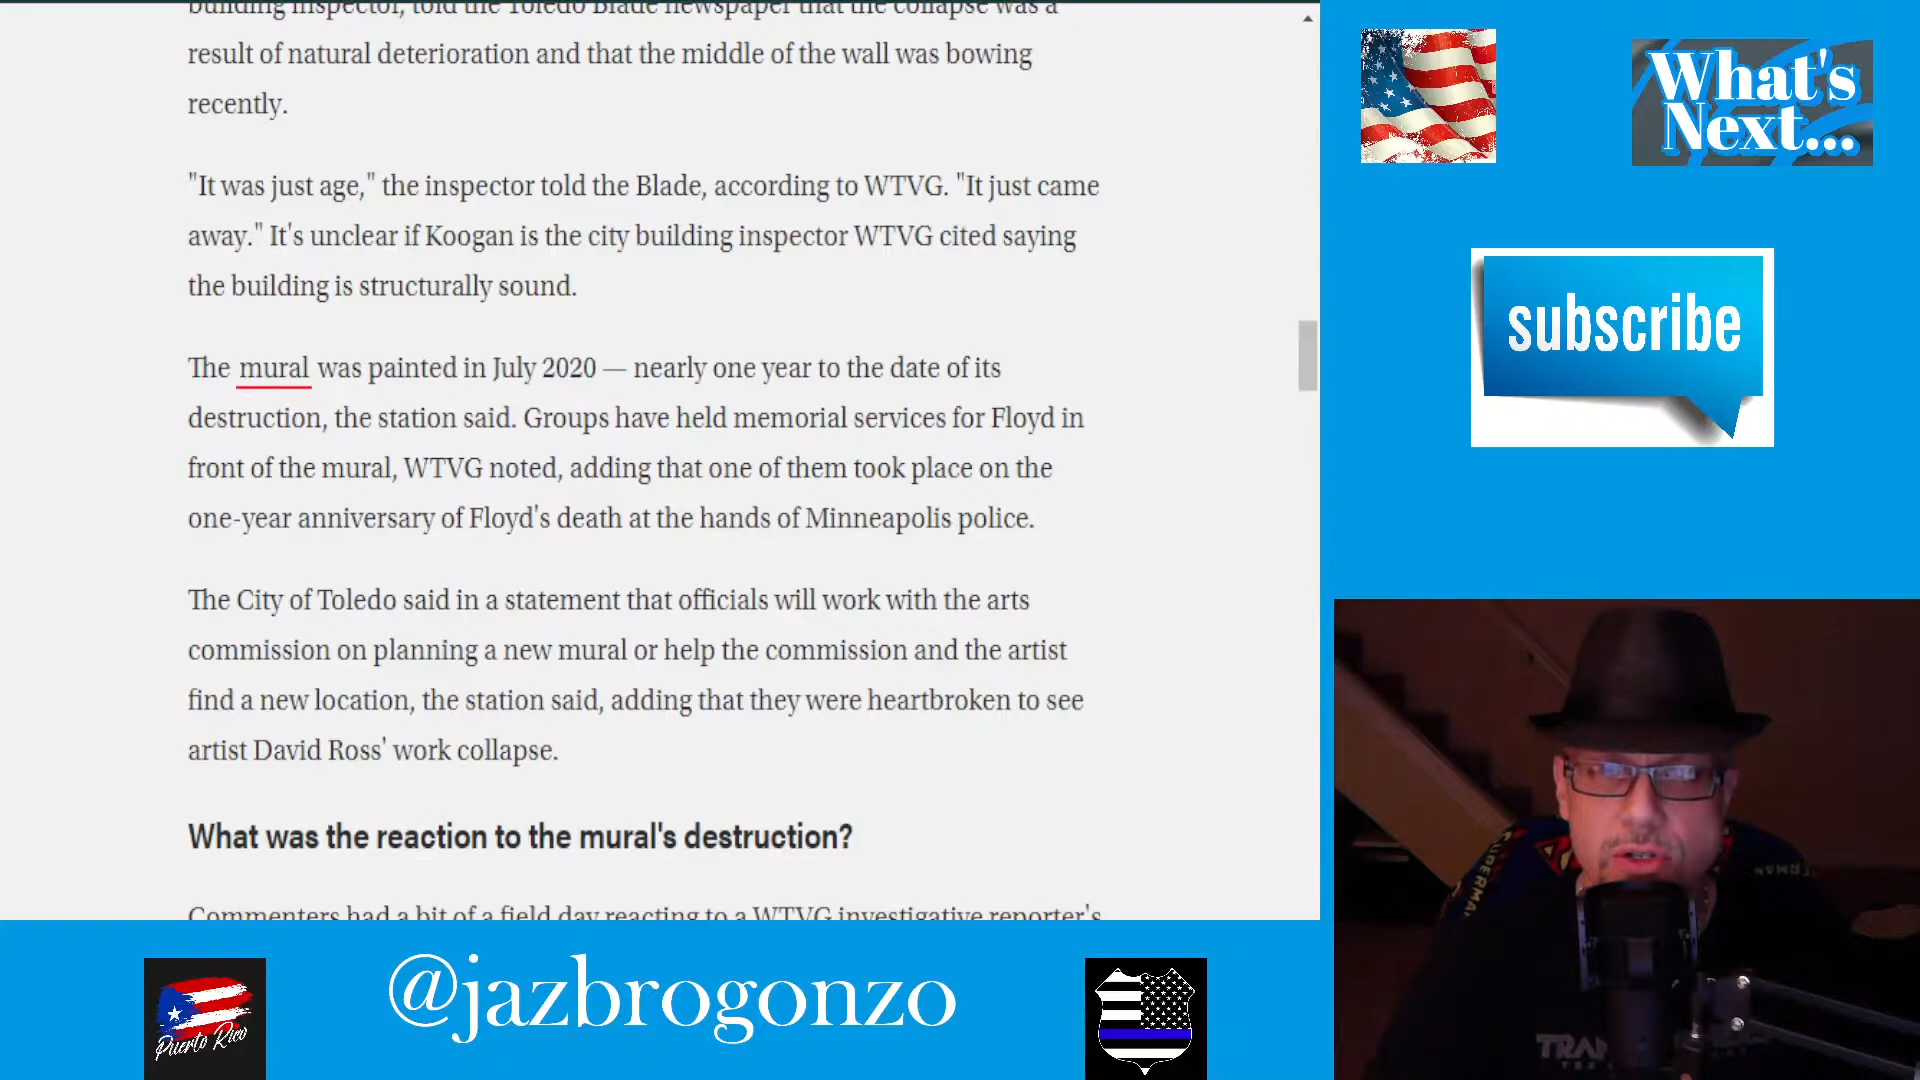 building inspector, told the Toledo Blade newspaper that the collapse was a
result of natural deterioration and that the middle of the wall was bowing
recently.
"It was just age," the inspector told the Blade, according to WTVG. "It just came
away." It's unclear if Koogan is the city building inspector WTVG cited saying
the building is structurally sound.
The mural was painted in July 2020 — nearly one year to the date of its
destruction, the station said. Groups have held memorial services for Floyd in
front of the mural, WTVG noted, adding that one of them took place on the
one-year anniversary of Floyd's death at the hands of Minneapolis police.
The City of Toledo said in a statement that officials will work with the arts
commission on planning a new mural or help the commission and the artist
find a new location, the station said, adding that they were heartbroken to see
artist David Ross' work collapse.
What was the reaction to the mural's destruction?
Commenters had a bit of a field day reacting to a WTVG investigative reporter's
What's
Next...
subscribe
SUPERMAN
Puerto Rico
@jazbrogonzo